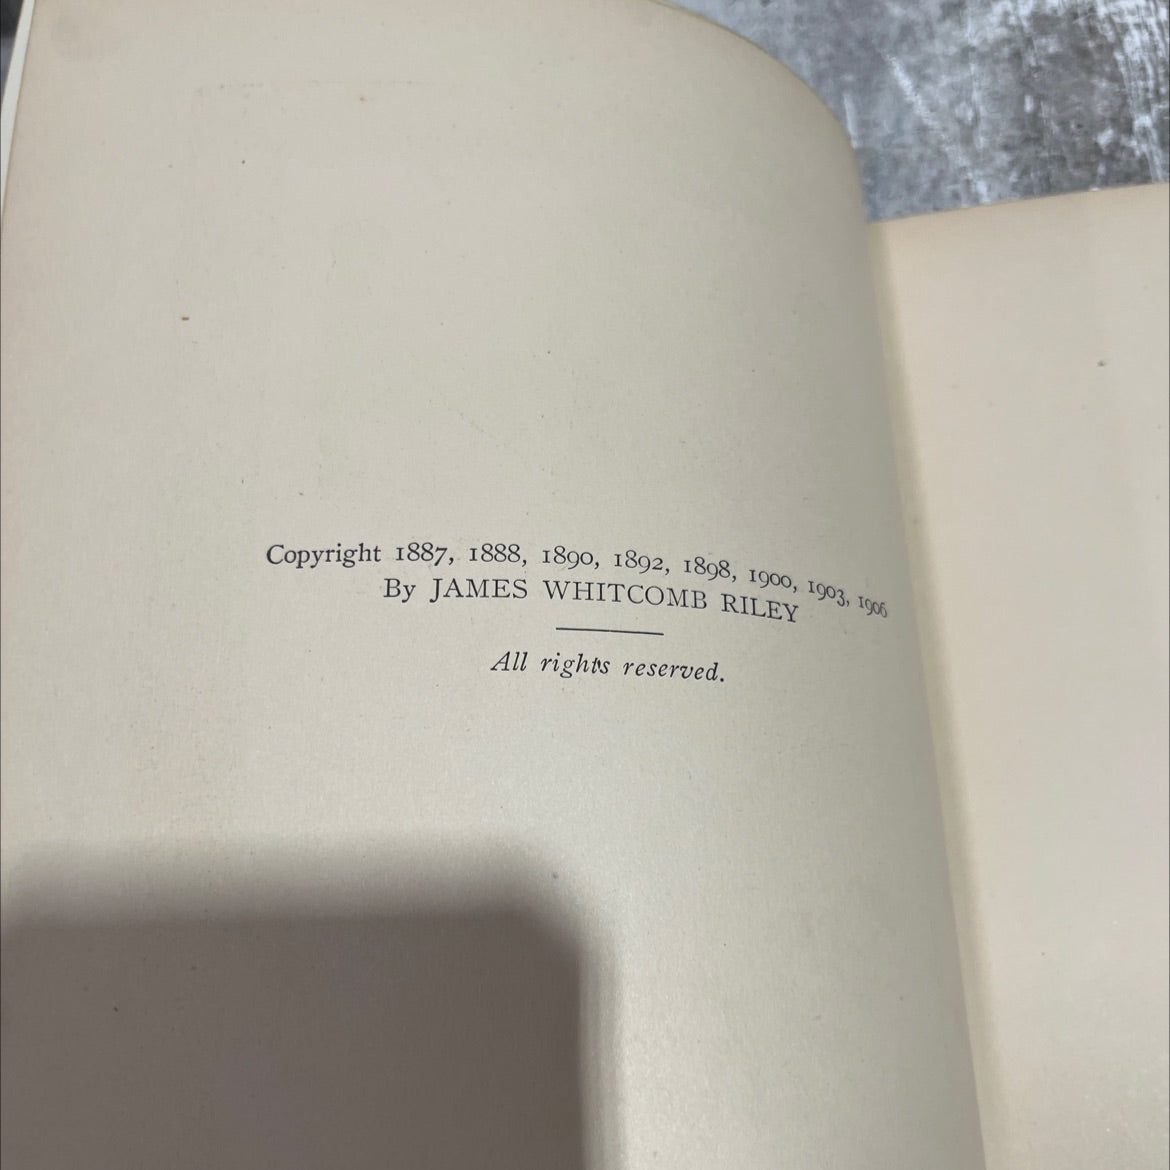 Copyright 1887, 1888, 1890, 1892, 1898, 1900, 1903, 1906
By JAMES WHITCOMB RILEY
All rights reserved.